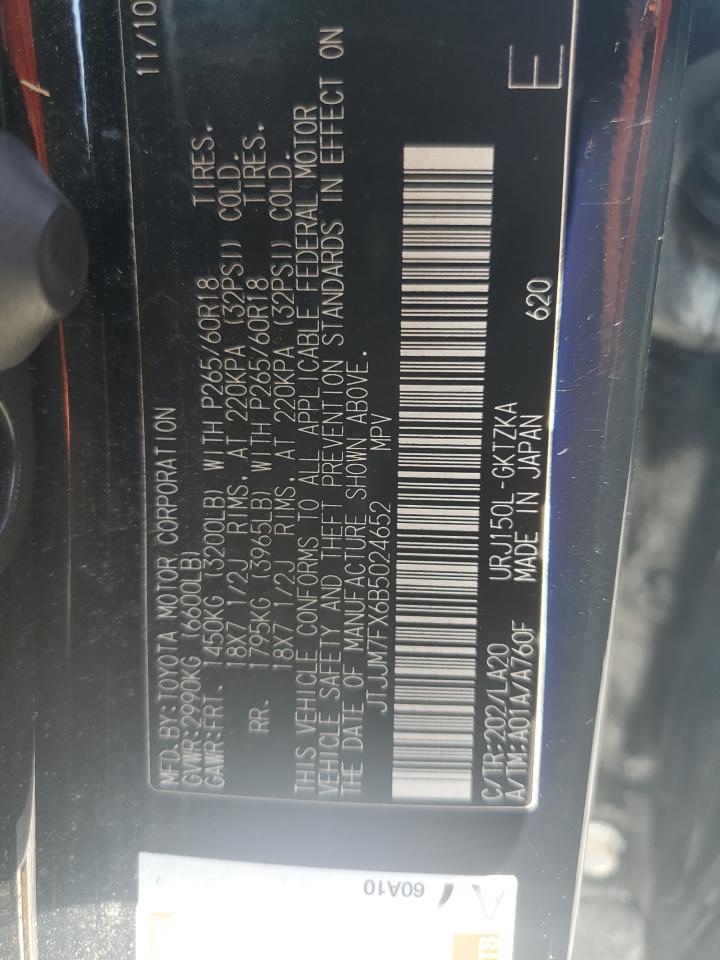 MFD.BY:TOYOTA MOTOR CORPORATION 11/10
GVWR:2990KG (6600LB)
GAWR:FRT. 1450KG (3200LB) WITH P265/60R18 TIRES.
18X7 1/2J RIMS, AT 220KPA (32PSI) COLD.
RR. 1795KG (3965LB) WITH P265/60R18 TIRES.
18X7 1/2J RIMS, AT 220KPA (32PSI) COLD.
THIS VEHICLE CONFORMS TO ALL APPLICABLE FEDERAL MOTOR
VEHICLE SAFETY AND THEFT PREVENTION STANDARDS IN EFFECT ON
THE DATE OF MANUFACTURE SHOWN ABOVE.
JTJJM7FX6B5024652 MPV
C/TR:202/LA20 URJ150L-GKTZKA
A/TM:A01A/A760F MADE IN JAPAN 620 E
60A10